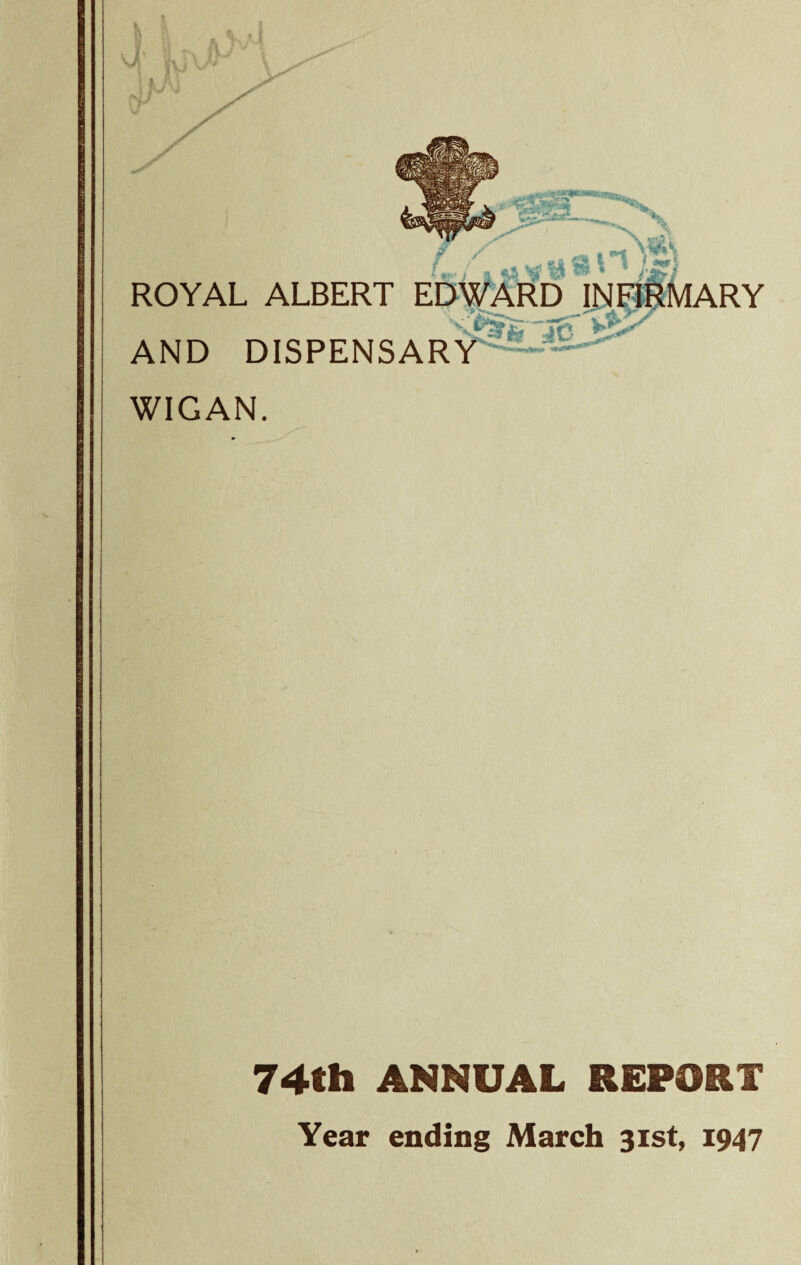 ROYAL ALBERT EDWARD INFIRMARY
AND DISPENSARY
WIGAN.
74th ANNUAL REPORT
Year ending March 31st, 1947